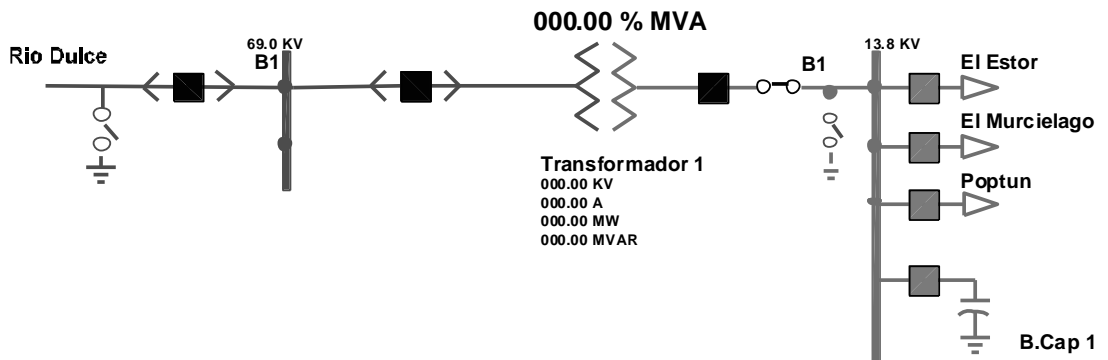 000.00 % MVA
69.0 KV
13.8 KV
Rio Dulce
B1
B1
El Estor
El Murcielago
Transformador 1
000.00 KV
000.00 A
000.00 MW
000.00 MVAR
Poptun
B.Cap 1